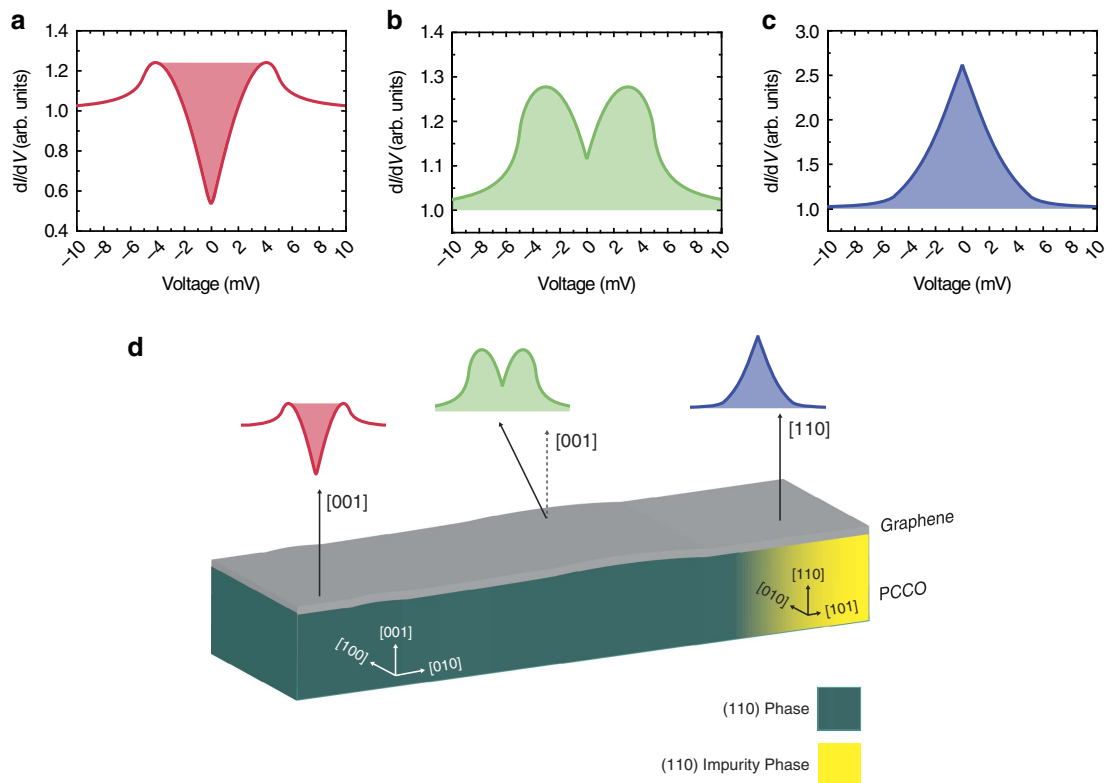 a
1.4
1.2
1.0
0.8
0.6
0.4
dI/dV (arb. units)
–10 –8 –6 –4 –2 0 2 4 6 8 10
Voltage (mV)
b
1.4
1.3
1.2
1.1
1.0
dI/dV (arb. units)
–10 –8 –6 –4 –2 0 2 4 6 8 10
Voltage (mV)
c
3.0
2.5
2.0
1.5
1.0
dI/dV (arb. units)
–10 –8 –6 –4 –2 0 2 4 6 8 10
Voltage (mV)
d
[001]
[001]
[110]
Graphene
PCCO
[001]
[100]
[010]
[110]
[010]
[101]
(110) Phase
(110) Impurity Phase